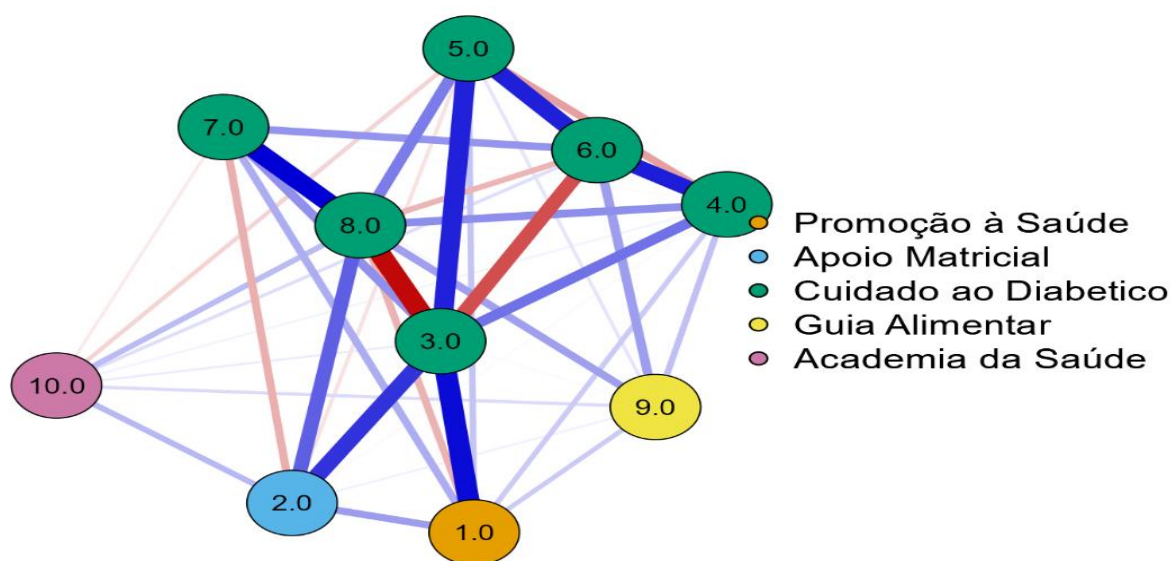 5.0
7.0
6.0
4.0
8.0
3.0
10.0
9.0
2.0
1.0
Promoção à Saúde
Apoio Matricial
Cuidado ao Diabetico
Guia Alimentar
Academia da Saúde